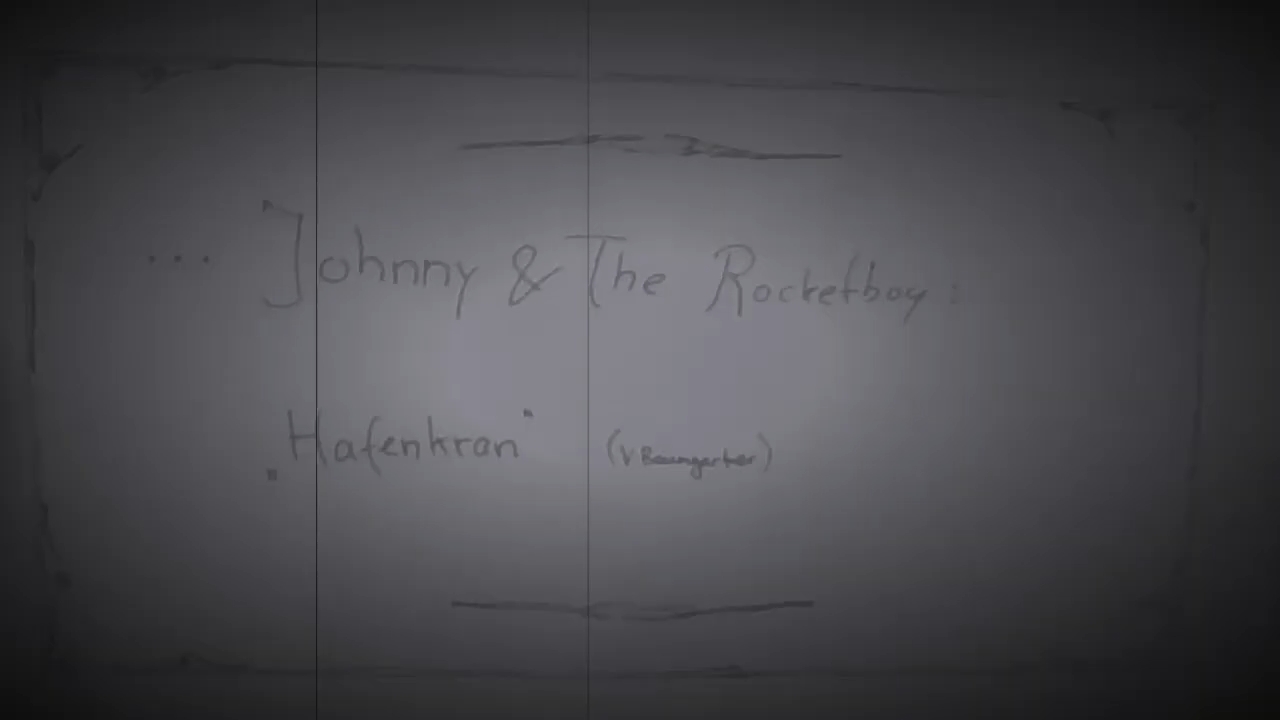 ... Johnny & The Rocketboy:
"Hafenkran" (V Baumgartner)